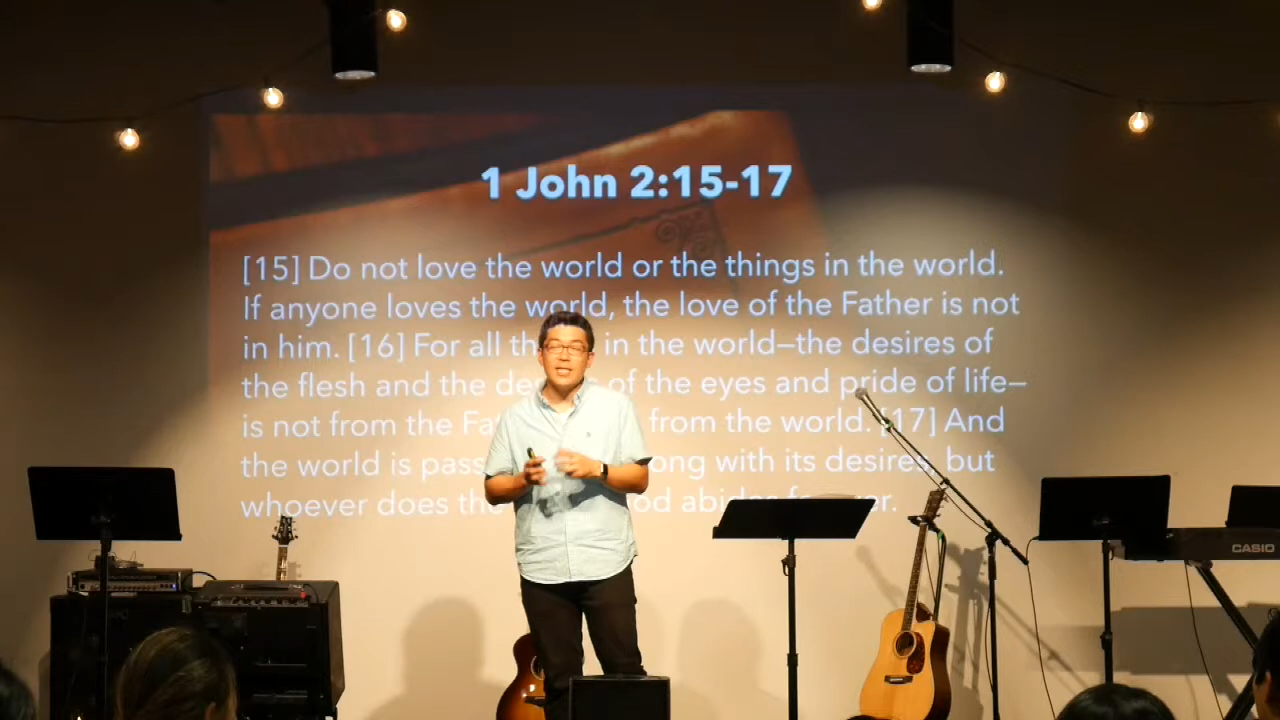 1 John 2:15-17
[15] Do not love the world or the things in the world.
If anyone loves the world, the love of the Father is not
in him. [16] For all in the world—the desires of
the flesh and the of the eyes and pride of life—
is not from the from the world. [17] And
the world is with its desires, but
whoever does
CASIO